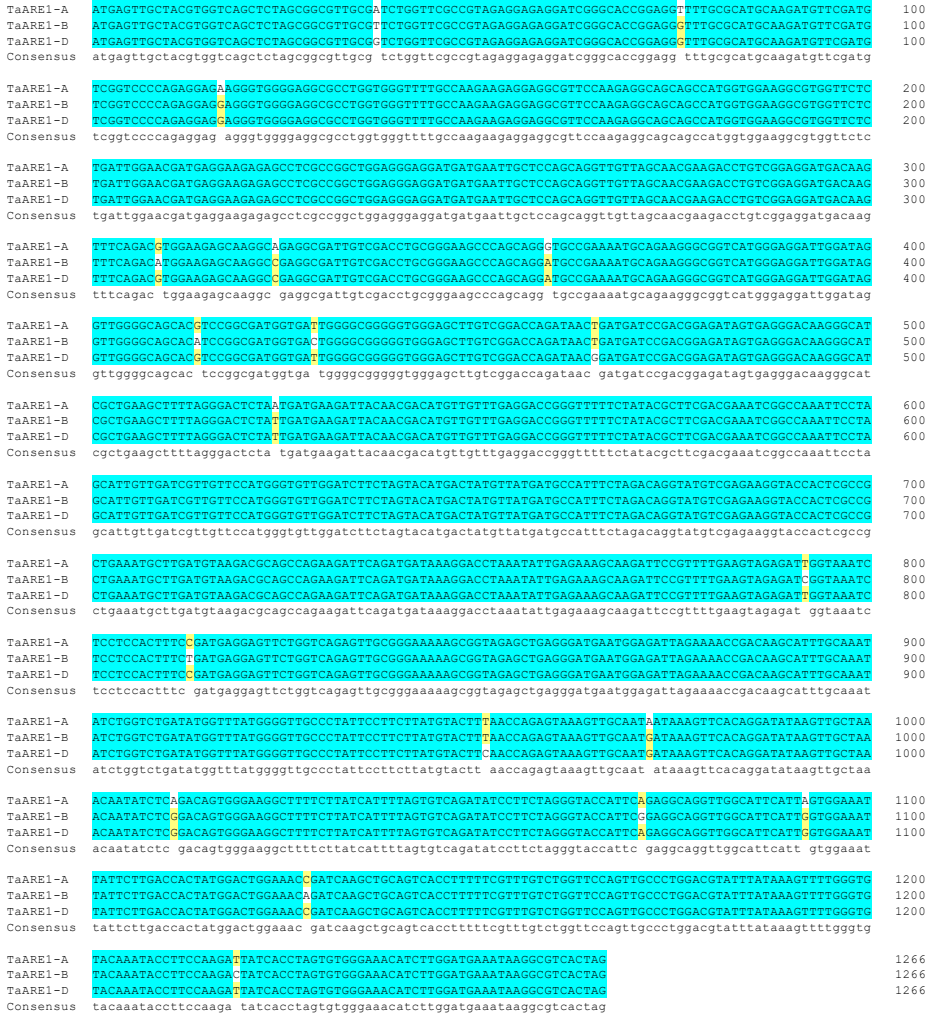 TaARE1-A ATGAGTTGCTACGTGGTCAGCTCTAGCGGCGTTGCGATCTGGTTCGCCGTAGAGGAGAGGATCGGGCACCGGAGGTTTTGCGCATGCAAGATGTTCGATG 100
TaARE1-B ATGAGTTGCTACGTGGTCAGCTCTAGCGGCGTTGCGTTCTGGTTCGCCGTAGAGGAGAGGATCGGGCACCGGAGGGTTTGCGCATGCAAGATGTTCGATG 100
TaARE1-D ATGAGTTGCTACGTGGTCAGCTCTAGCGGCGTTGCGGTCTGGTTCGCCGTAGAGGAGAGGATCGGGCACCGGAGGGTTTGCGCATGCAAGATGTTCGATG 100
Consensus atgagttgctacgtggtcagctctagcggcgttgcg tctggttcgccgtagaggagaggatcgggcaccggagg tttgcgcatgcaagatgttcgatg
TaARE1-A TCGGTCCCCAGAGGAGAAGGGTGGGGAGGCGCCTGGTGGGTTTTGCCAAGAAGAGGAGGCGTTCCAAGAGGCAGCAGCCATGGTGGAAGGCGTGGTTCTC 200
TaARE1-B TCGGTCCCCAGAGGAGGAGGGTGGGGAGGCGCCTGGTGGGTTTTGCCAAGAAGAGGAGGCGTTCCAAGAGGCAGCAGCCATGGTGGAAGGCGTGGTTCTC 200
TaARE1-D TCGGTCCCCAGAGGAGGAGGGTGGGGAGGCGCCTGGTGGGTTTTGCCAAGAAGAGGAGGCGTTCCAAGAGGCAGCAGCCATGGTGGAAGGCGTGGTTCTC 200
Consensus tcggtccccagaggag agggtggggaggcgcctggtgggttttgccaagaagaggaggcgttccaagaggcagcagccatggtggaaggcgtggttctc
TaARE1-A TGATTGGAACGATGAGGAAGAGAGCCTCGCCGGCTGGAGGGAGGATGATGAATTGCTCCAGCAGGTTGTTAGCAACGAAGACCTGTCGGAGGATGACAAG 300
TaARE1-B TGATTGGAACGATGAGGAAGAGAGCCTCGCCGGCTGGAGGGAGGATGATGAATTGCTCCAGCAGGTTGTTAGCAACGAAGACCTGTCGGAGGATGACAAG 300
TaARE1-D TGATTGGAACGATGAGGAAGAGAGCCTCGCCGGCTGGAGGGAGGATGATGAATTGCTCCAGCAGGTTGTTAGCAACGAAGACCTGTCGGAGGATGACAAG 300
Consensus tgattggaacgatgaggaagagagcctcgccggctggagggaggatgatgaattgctccagcaggttgttagcaacgaagacctgtcggaggatgacaag
TaARE1-A TTTCAGACGTGGAAGAGCAAGGCAGAGGCGATTGTCGACCTGCGGGAAGCCCAGCAGGGTGCCGAAAATGCAGAAGGGCGGTCATGGGAGGATTGGATAG 400
TaARE1-B TTTCAGACATGGAAGAGCAAGGCCGAGGCGATTGTCGACCTGCGGGAAGCCCAGCAGGATGCCGAAAATGCAGAAGGGCGGTCATGGGAGGATTGGATAG 400
TaARE1-D TTTCAGACGTGGAAGAGCAAGGCCGAGGCGATTGTCGACCTGCGGGAAGCCCAGCAGGATGCCGAAAATGCAGAAGGGCGGTCATGGGAGGATTGGATAG 400
Consensus tttcagac tggaagagcaaggc gaggcgattgtcgacctgcgggaagcccagcagg tgccgaaaatgcagaagggcggtcatgggaggattggatag
TaARE1-A GTTGGGGCAGCACGTCCGGCGATGGTGATTGGGGCGGGGGTGGGAGCTTGTCGGACCAGATAACTGATGATCCGACGGAGATAGTGAGGGACAAGGGCAT 500
TaARE1-B GTTGGGGCAGCACATCCGGCGATGGTGACTGGGGCGGGGGTGGGAGCTTGTCGGACCAGATAACTGATGATCCGACGGAGATAGTGAGGGACAAGGGCAT 500
TaARE1-D GTTGGGGCAGCACGTCCGGCGATGGTGATTGGGGCGGGGGTGGGAGCTTGTCGGACCAGATAACGGATGATCCGACGGAGATAGTGAGGGACAAGGGCAT 500
Consensus gttggggcagcac tccggcgatggtga tggggcgggggtgggagcttgtcggaccagataac gatgatccgacggagatagtgagggacaagggcat
TaARE1-A CGCTGAAGCTTTTAGGGACTCTAATGATGAAGATTACAACGACATGTTGTTTGAGGACCGGGTTTTTCTATACGCTTCGACGAAATCGGCCAAATTCCTA 600
TaARE1-B CGCTGAAGCTTTTAGGGACTCTATTGATGAAGATTACAACGACATGTTGTTTGAGGACCGGGTTTTTCTATACGCTTCGACGAAATCGGCCAAATTCCTA 600
TaARE1-D CGCTGAAGCTTTTAGGGACTCTATTGATGAAGATTACAACGACATGTTGTTTGAGGACCGGGTTTTTCTATACGCTTCGACGAAATCGGCCAAATTCCTA 600
Consensus cgctgaagcttttagggactcta tgatgaagattacaacgacatgttgtttgaggaccgggtttttctatacgcttcgacgaaatcggccaaattccta
TaARE1-A GCATTGTTGATCGTTGTTCCATGGGTGTTGGATCTTCTAGTACATGACTATGTTATGATGCCATTTCTAGACAGGTATGTCGAGAAGGTACCACTCGCCG 700
TaARE1-B GCATTGTTGATCGTTGTTCCATGGGTGTTGGATCTTCTAGTACATGACTATGTTATGATGCCATTTCTAGACAGGTATGTCGAGAAGGTACCACTCGCCG 700
TaARE1-D GCATTGTTGATCGTTGTTCCATGGGTGTTGGATCTTCTAGTACATGACTATGTTATGATGCCATTTCTAGACAGGTATGTCGAGAAGGTACCACTCGCCG 700
Consensus gcattgttgatcgttgttccatgggtgttggatcttctagtacatgactatgttatgatgccatttctagacaggtatgtcgagaaggtaccactcgccg
TaARE1-A CTGAAATGCTTGATGTAAGACGCAGCCAGAAGATTCAGATGATAAAGGACCTAAATATTGAGAAAGCAAGATTCCGTTTTGAAGTAGAGATTGGTAAATC 800
TaARE1-B CTGAAATGCTTGATGTAAGACGCAGCCAGAAGATTCAGATGATAAAGGACCTAAATATTGAGAAAGCAAGATTCCGTTTTGAAGTAGAGATCGGTAAATC 800
TaARE1-D CTGAAATGCTTGATGTAAGACGCAGCCAGAAGATTCAGATGATAAAGGACCTAAATATTGAGAAAGCAAGATTCCGTTTTGAAGTAGAGATTGGTAAATC 800
Consensus ctgaaatgcttgatgtaagacgcagccagaagattcagatgataaaggacctaaatattgagaaagcaagattccgttttgaagtagagat ggtaaatc
TaARE1-A TCCTCCACTTTCCGATGAGGAGTTCTGGTCAGAGTTGCGGGAAAAAGCGGTAGAGCTGAGGGATGAATGGAGATTAGAAAACCGACAAGCATTTGCAAAT 900
TaARE1-B TCCTCCACTTTCTGATGAGGAGTTCTGGTCAGAGTTGCGGGAAAAAGCGGTAGAGCTGAGGGATGAATGGAGATTAGAAAACCGACAAGCATTTGCAAAT 900
TaARE1-D TCCTCCACTTTCCGATGAGGAGTTCTGGTCAGAGTTGCGGGAAAAAGCGGTAGAGCTGAGGGATGAATGGAGATTAGAAAACCGACAAGCATTTGCAAAT 900
Consensus tcctccactttc gatgaggagttctggtcagagttgcgggaaaaagcggtagagctgagggatgaatggagattagaaaaccgacaagcatttgcaaat
TaARE1-A ATCTGGTCTGATATGGTTTATGGGGTTGCCCTATTCCTTCTTATGTACTTTAACCAGAGTAAAGTTGCAATAATAAAGTTCACAGGATATAAGTTGCTAA 1000
TaARE1-B ATCTGGTCTGATATGGTTTATGGGGTTGCCCTATTCCTTCTTATGTACTTTAACCAGAGTAAAGTTGCAATGATAAAGTTCACAGGATATAAGTTGCTAA 1000
TaARE1-D ATCTGGTCTGATATGGTTTATGGGGTTGCCCTATTCCTTCTTATGTACTTCAACCAGAGTAAAGTTGCAATGATAAAGTTCACAGGATATAAGTTGCTAA 1000
Consensus atctggtctgatatggtttatggggttgccctattccttcttatgtactt aaccagagtaaagttgcaat ataaagttcacaggatataagttgctaa
TaARE1-A ACAATATCTCAGACAGTGGGAAGGCTTTTCTTATCATTTTAGTGTCAGATATCCTTCTAGGGTACCATTCAGAGGCAGGTTGGCATTCATTAGTGGAAAT 1100
TaARE1-B ACAATATCTCGGACAGTGGGAAGGCTTTTCTTATCATTTTAGTGTCAGATATCCTTCTAGGGTACCATTCGGAGGCAGGTTGGCATTCATTGGTGGAAAT 1100
TaARE1-D ACAATATCTCGGACAGTGGGAAGGCTTTTCTTATCATTTTAGTGTCAGATATCCTTCTAGGGTACCATTCAGAGGCAGGTTGGCATTCATTGGTGGAAAT 1100
Consensus acaatatctc gacagtgggaaggcttttcttatcattttagtgtcagatatccttctagggtaccattc gaggcaggttggcattcatt gtggaaat
TaARE1-A TATTCTTGACCACTATGGACTGGAAACCGATCAAGCTGCAGTCACCTTTTTCGTTTGTCTGGTTCCAGTTGCCCTGGACGTATTTATAAAGTTTTGGGTG 1200
TaARE1-B TATTCTTGACCACTATGGACTGGAAACAGATCAAGCTGCAGTCACCTTTTTCGTTTGTCTGGTTCCAGTTGCCCTGGACGTATTTATAAAGTTTTGGGTG 1200
TaARE1-D TATTCTTGACCACTATGGACTGGAAACCGATCAAGCTGCAGTCACCTTTTTCGTTTGTCTGGTTCCAGTTGCCCTGGACGTATTTATAAAGTTTTGGGTG 1200
Consensus tattcttgaccactatggactggaaac gatcaagctgcagtcacctttttcgtttgtctggttccagttgccctggacgtatttataaagttttgggtg
TaARE1-A TACAAATACCTTCCAAGATTATCACCTAGTGTGGGAAACATCTTGGATGAAATAAGGCGTCACTAG 1266
TaARE1-B TACAAATACCTTCCAAGACTATCACCTAGTGTGGGAAACATCTTGGATGAAATAAGGCGTCACTAG 1266
TaARE1-D TACAAATACCTTCCAAGATTATCACCTAGTGTGGGAAACATCTTGGATGAAATAAGGCGTCACTAG 1266
Consensus tacaaataccttccaaga tatcacctagtgtgggaaacatcttggatgaaataaggcgtcactag